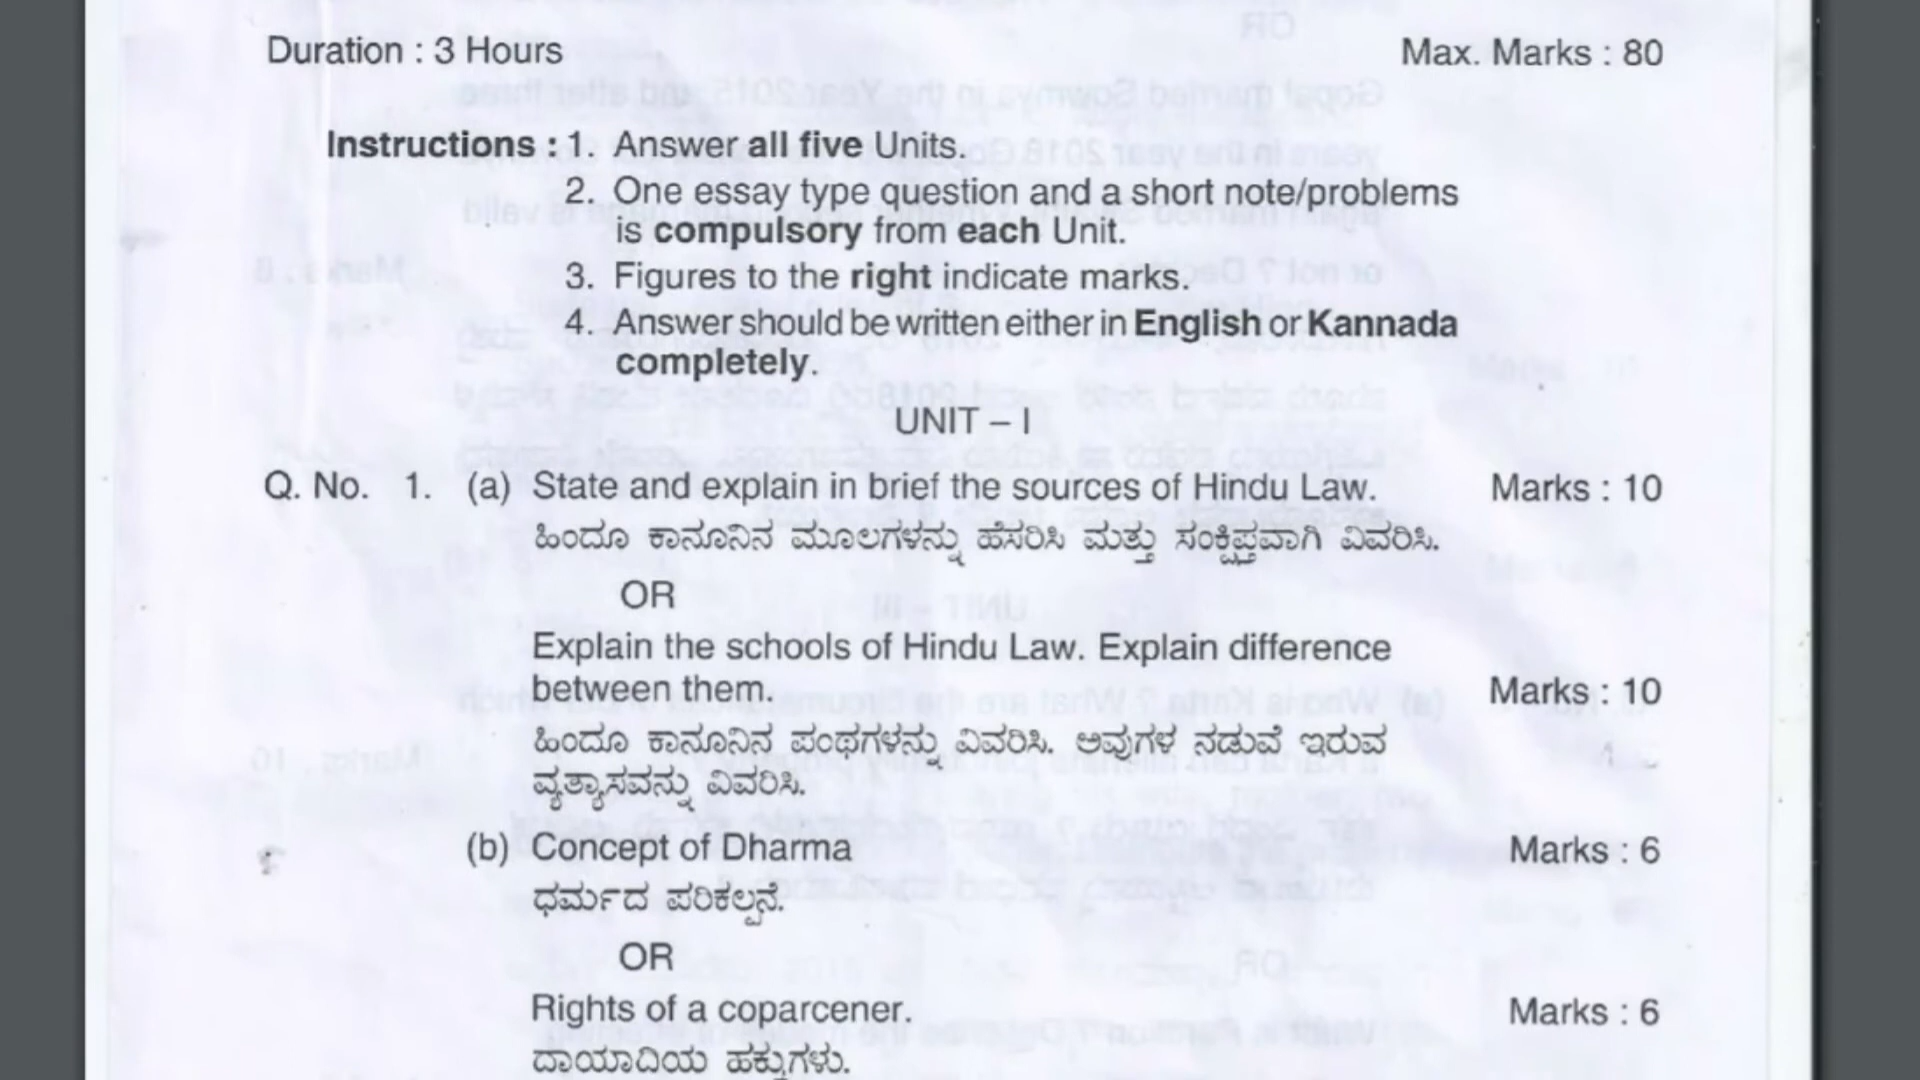 Duration : 3 Hours Max. Marks : 80
Instructions : 1. Answer all five Units.
2. One essay type question and a short note/problems
is compulsory from each Unit.
3. Figures to the right indicate marks.
4. Answer should be written either in English or Kannada
completely.
UNIT – I
Q. No. 1. (a) State and explain in brief the sources of Hindu Law. Marks : 10
ಹಿಂದೂ ಕಾನೂನಿನ ಮೂಲಗಳನ್ನು ಹೆಸರಿಸಿ ಮತ್ತು ಸಂಕ್ಷಿಪ್ತವಾಗಿ ವಿವರಿಸಿ.
OR
Explain the schools of Hindu Law. Explain difference
between them. Marks : 10
ಹಿಂದೂ ಕಾನೂನಿನ ಪಂಥಗಳನ್ನು ವಿವರಿಸಿ. ಅವುಗಳ ನಡುವೆ ಇರುವ
ವ್ಯತ್ಯಾಸವನ್ನು ವಿವರಿಸಿ.
(b) Concept of Dharma Marks : 6
ಧರ್ಮದ ಪರಿಕಲ್ಪನೆ.
OR
Rights of a coparcener. Marks : 6
ದಾಯಾದಿಯ ಹಕ್ಕುಗಳು.